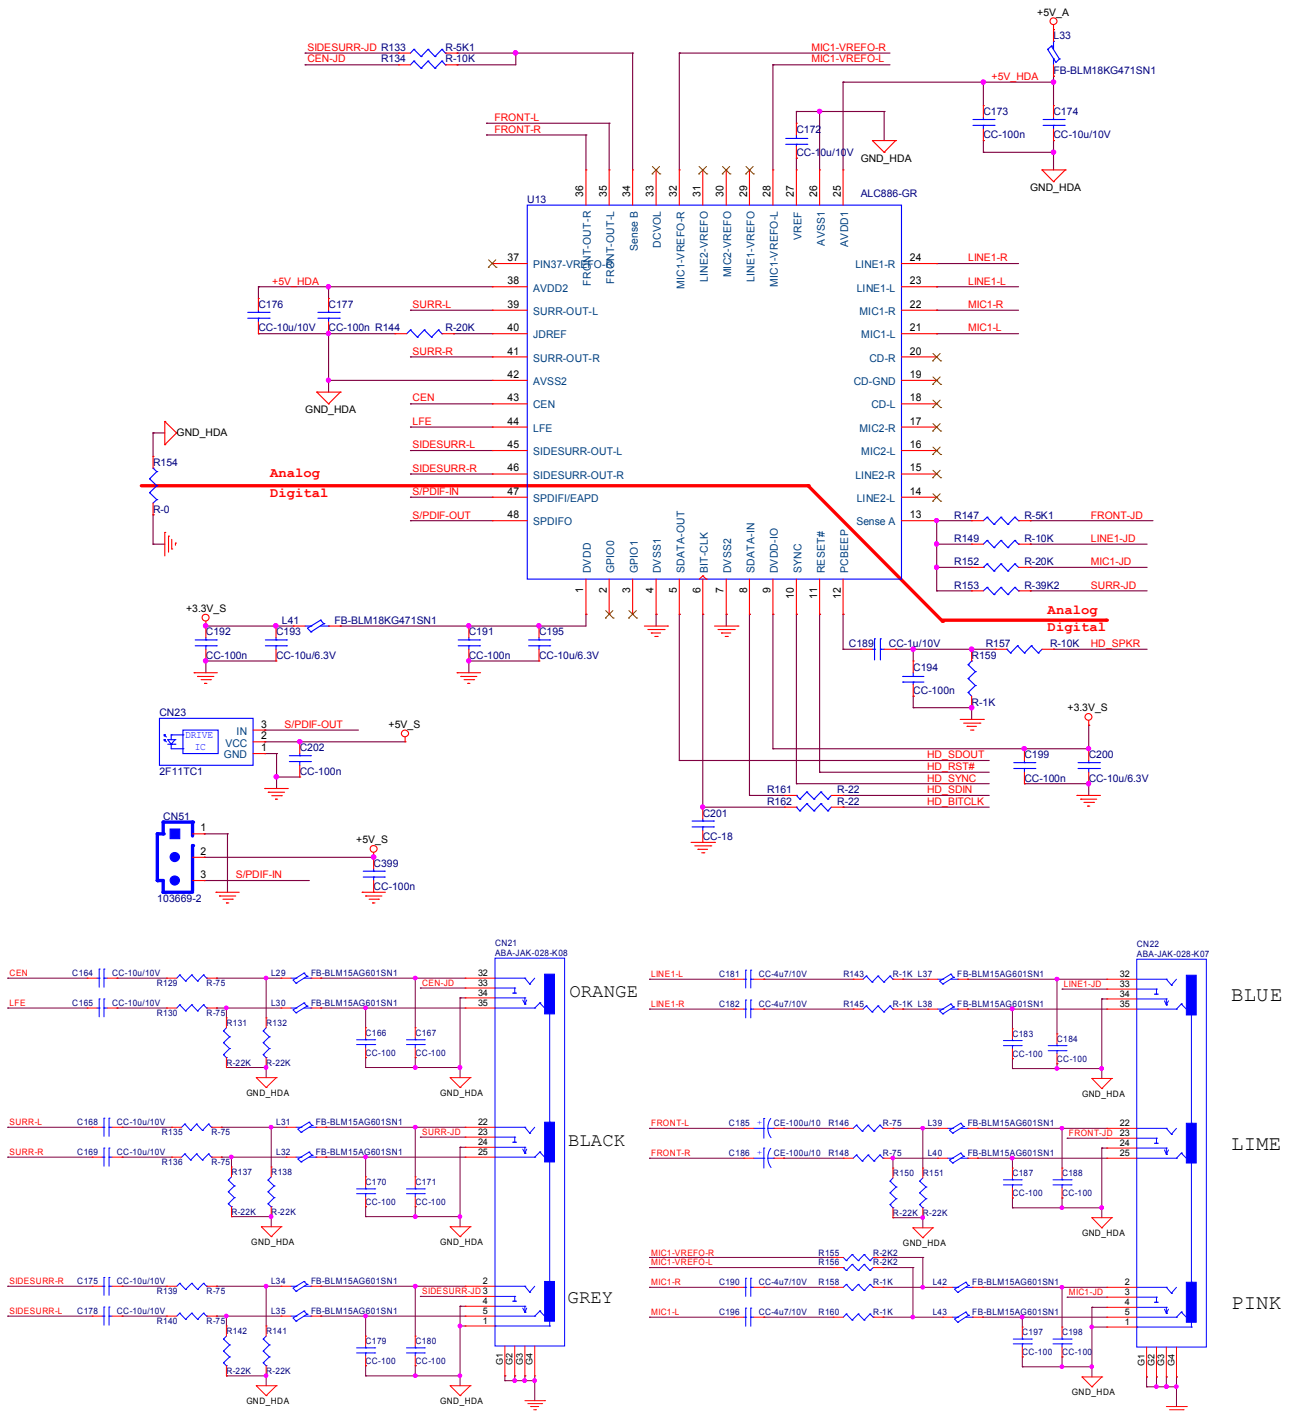 +5V_A
L33
FB-BLM18KG471SN1
SIDESURR-JD R133 R-5K1
CEN-JD R134 R-10K
MIC1-VREFO-R
MIC1-VREFO-L
+5V_HDA
C173
CC-100n
C174
CC-10u/10V
GND_HDA
FRONT-L
FRONT-R
C172
CC-10u/10V
GND_HDA
36 35 34 33 32 31 30 29 28 27 26 25
U13
ALC886-GR
FRONT-OUT-R
FRONT-OUT-L
Sense B
DCVOL
MIC1-VREFO-R
LINE2-VREFO
MIC2-VREFO
LINE1-VREFO
MIC1-VREFO-L
VREF
AVSS1
AVDD1
37 PIN37-VREFO-R
+5V_HDA 38 AVDD2
C176
CC-10u/10V
C177
CC-100n
SURR-L 39 SURR-OUT-L
R144 R-20K 40 JDREF
SURR-R 41 SURR-OUT-R
42 AVSS2
GND_HDA
CEN 43 CEN
LFE 44 LFE
SIDESURR-L 45 SIDESURR-OUT-L
SIDESURR-R 46 SIDESURR-OUT-R
S/PDIF-IN 47 SPDIFI/EAPD
S/PDIF-OUT 48 SPDIFO
LINE1-R 24 LINE1-R
LINE1-L 23 LINE1-L
MIC1-R 22 MIC1-R
MIC1-L 21 MIC1-L
CD-R 20
CD-GND 19
CD-L 18
MIC2-R 17
MIC2-L 16
LINE2-R 15
LINE2-L 14
Sense A 13
GND_HDA
R154
R-0
Analog
Digital
R147 R-5K1 FRONT-JD
R149 R-10K LINE1-JD
R152 R-20K MIC1-JD
R153 R-39K2 SURR-JD
Analog
Digital
DVDD
GPIO0
GPIO1
DVSS1
SDATA-OUT
BIT-CLK
DVSS2
SDATA-IN
DVDD-IO
SYNC
RESET#
PCBEEP
1 2 3 4 5 6 7 8 9 10 11 12
+3.3V_S
C192
CC-100n
C193
CC-10u/6.3V
L41 FB-BLM18KG471SN1
C191
CC-100n
C195
CC-10u/6.3V
C189 CC-1u/10V R157 R-10K HD_SPKR
C194
CC-100n
R159
R-1K
CN23
DRIVE
IC
IN 3 S/PDIF-OUT
VCC 2
GND 1
2F11TC1
+5V_S
C202
CC-100n
+3.3V_S
C199
CC-100n
C200
CC-10u/6.3V
HD_SDOUT
HD_RST#
HD_SYNC
R161 R-22 HD_SDIN
R162 R-22 HD_BITCLK
C201
CC-18
CN51
1
2
3 S/PDIF-IN
103669-2
+5V_S
C399
CC-100n
CN21
ABA-JAK-028-K08
CEN C164 CC-10u/10V R129 R-75 L29 FB-BLM15AG601SN1 32
CEN-JD 33
34
LFE C165 CC-10u/10V R130 R-75 L30 FB-BLM15AG601SN1 35
ORANGE
R131 R132
R-22K R-22K
C166
CC-100
C167
CC-100
GND_HDA
GND_HDA
SURR-L C168 CC-10u/10V R135 R-75 L31 FB-BLM15AG601SN1 22
SURR-JD 23
24
SURR-R C169 CC-10u/10V R136 R-75 L32 FB-BLM15AG601SN1 25
BLACK
R137 R138
R-22K R-22K
C170
CC-100
C171
CC-100
GND_HDA
GND_HDA
SIDESURR-R C175 CC-10u/10V R139 R-75 L34 FB-BLM15AG601SN1 2
SIDESURR-JD 3
4
SIDESURR-L C178 CC-10u/10V R140 R-75 L35 FB-BLM15AG601SN1 5
1
GREY
R142 R141
R-22K R-22K
C179
CC-100
C180
CC-100
GND_HDA
GND_HDA
G1 G2 G3 G4
CN22
ABA-JAK-028-K07
LINE1-L C181 CC-4u7/10V R143 R-1K L37 FB-BLM15AG601SN1 32
LINE1-JD 33
34
LINE1-R C182 CC-4u7/10V R145 R-1K L38 FB-BLM15AG601SN1 35
BLUE
C183
CC-100
C184
CC-100
GND_HDA
FRONT-L C185 + CE-100u/10 R146 R-75 L39 FB-BLM15AG601SN1 22
FRONT-JD 23
24
FRONT-R C186 + CE-100u/10 R148 R-75 L40 FB-BLM15AG601SN1 25
LIME
R150 R151
R-22K R-22K
C187
CC-100
C188
CC-100
GND_HDA
GND_HDA
MIC1-VREFO-R R155 R-2K2
MIC1-VREFO-L R156 R-2K2
MIC1-R C190 CC-4u7/10V R158 R-1K L42 FB-BLM15AG601SN1 2
MIC1-JD 3
4
MIC1-L C196 CC-4u7/10V R160 R-1K L43 FB-BLM15AG601SN1 5
1
PINK
C197
CC-100
C198
CC-100
GND_HDA
G1 G2 G3 G4